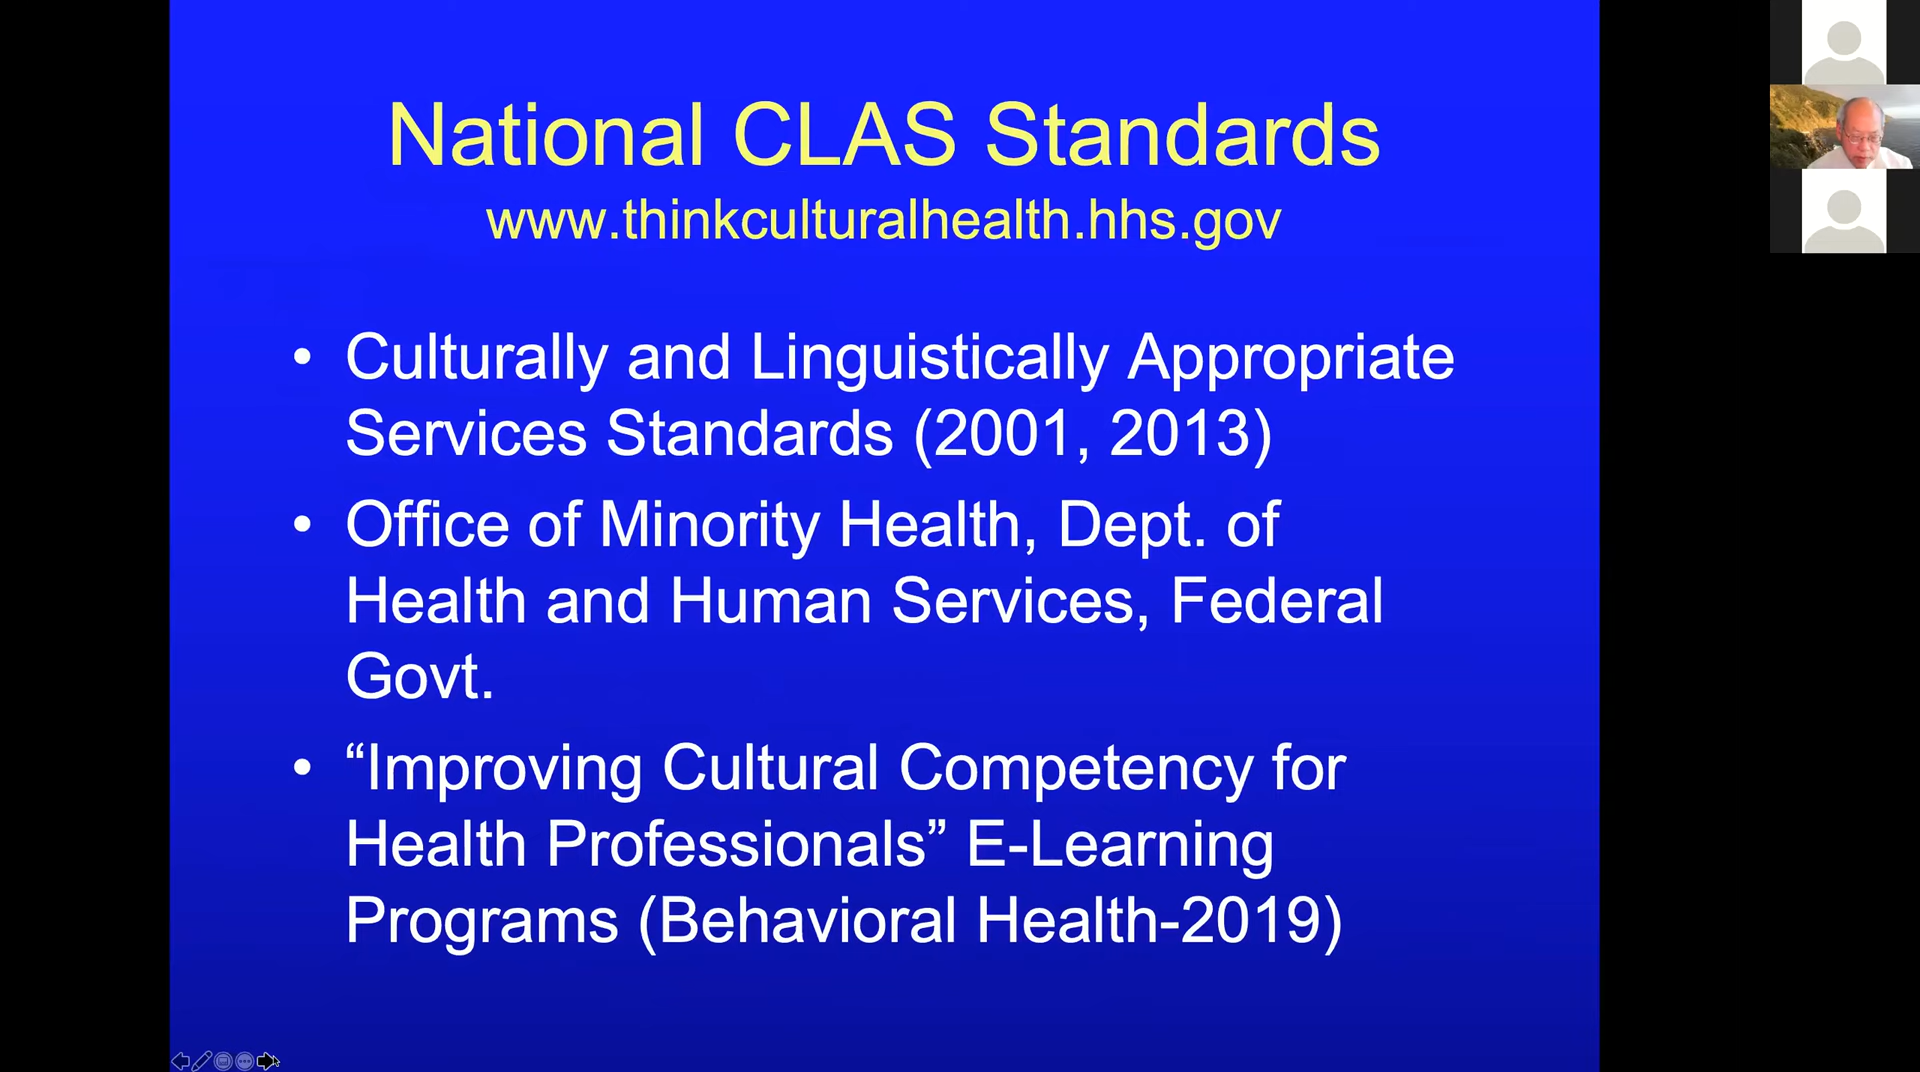 National CLAS Standards
www.thinkculturalhealth.hhs.gov
• Culturally and Linguistically Appropriate
Services Standards (2001, 2013)
• Office of Minority Health, Dept. of
Health and Human Services, Federal
Govt.
• “Improving Cultural Competency for
Health Professionals” E-Learning
Programs (Behavioral Health-2019)